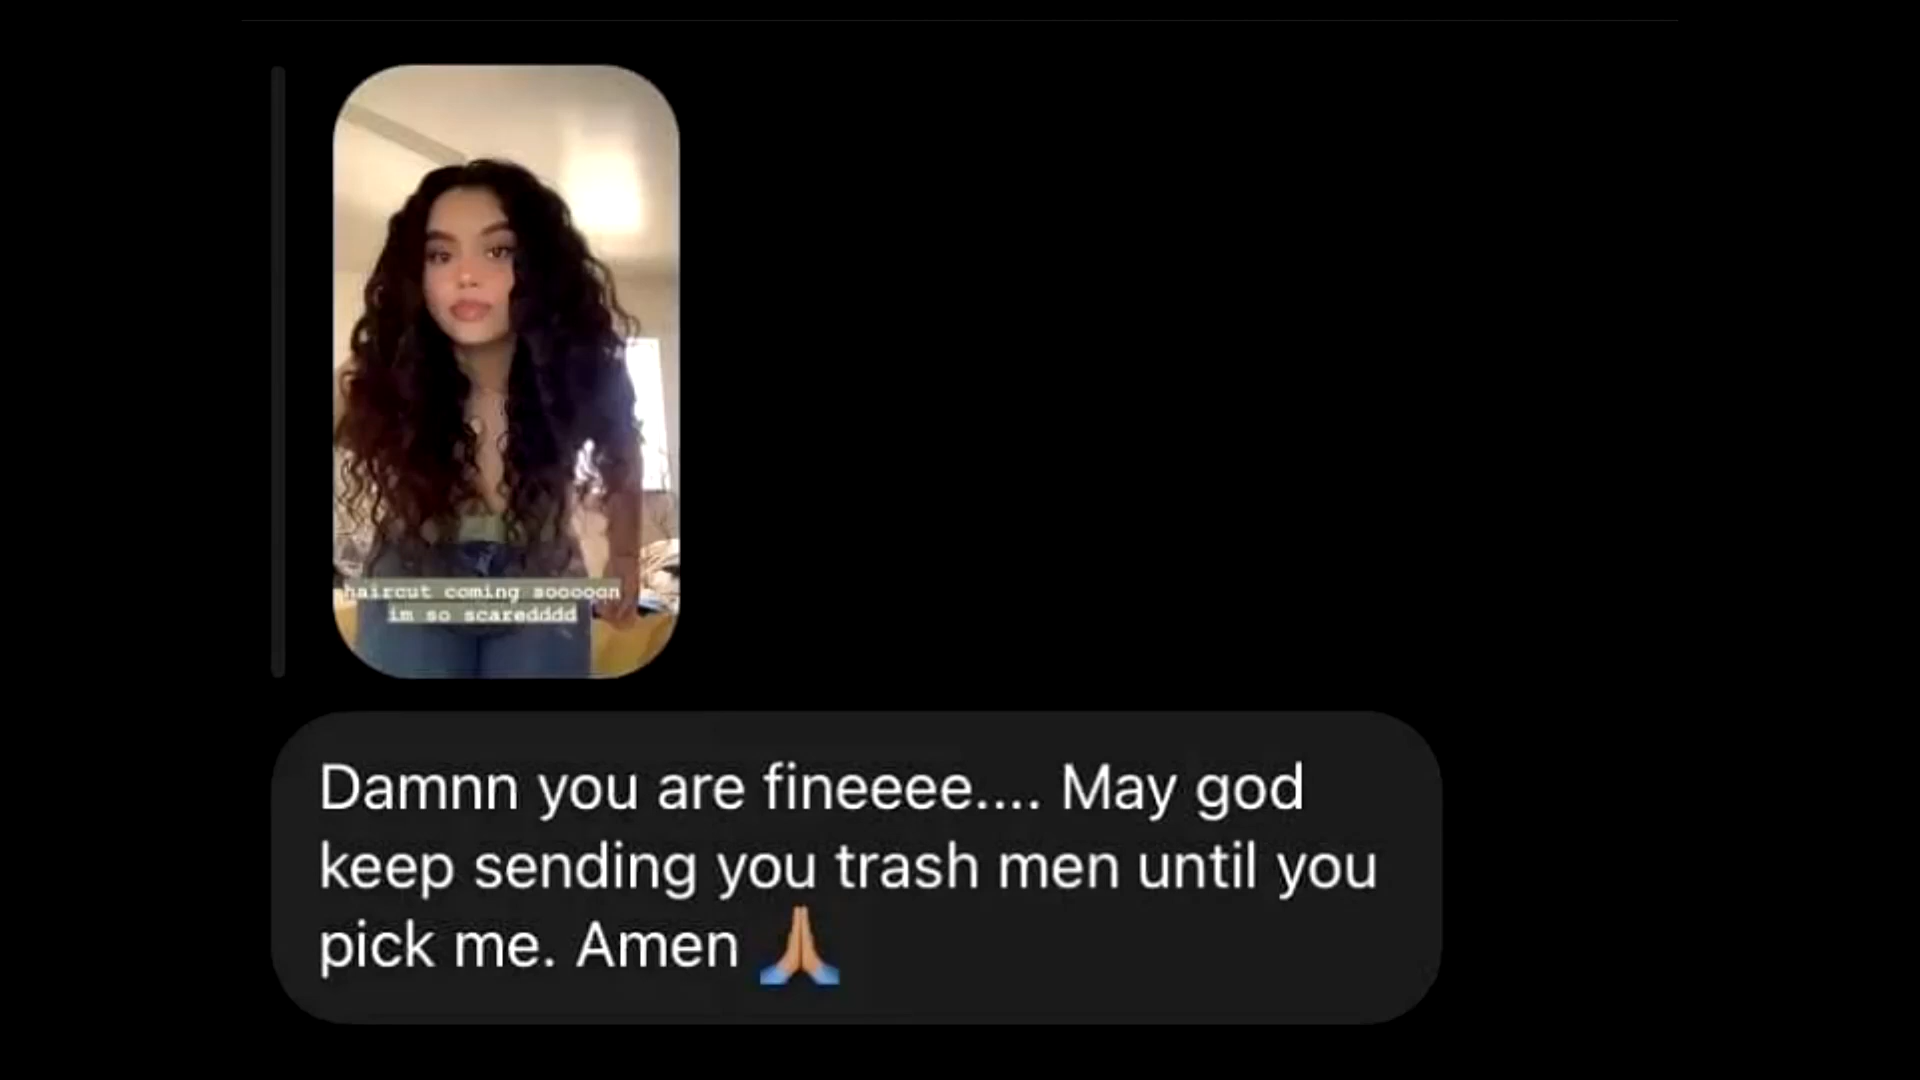 haircut coming sooooon
im so scaredddd
Damnn you are fineeee.... May god
keep sending you trash men until you
pick me. Amen 🙏🏽